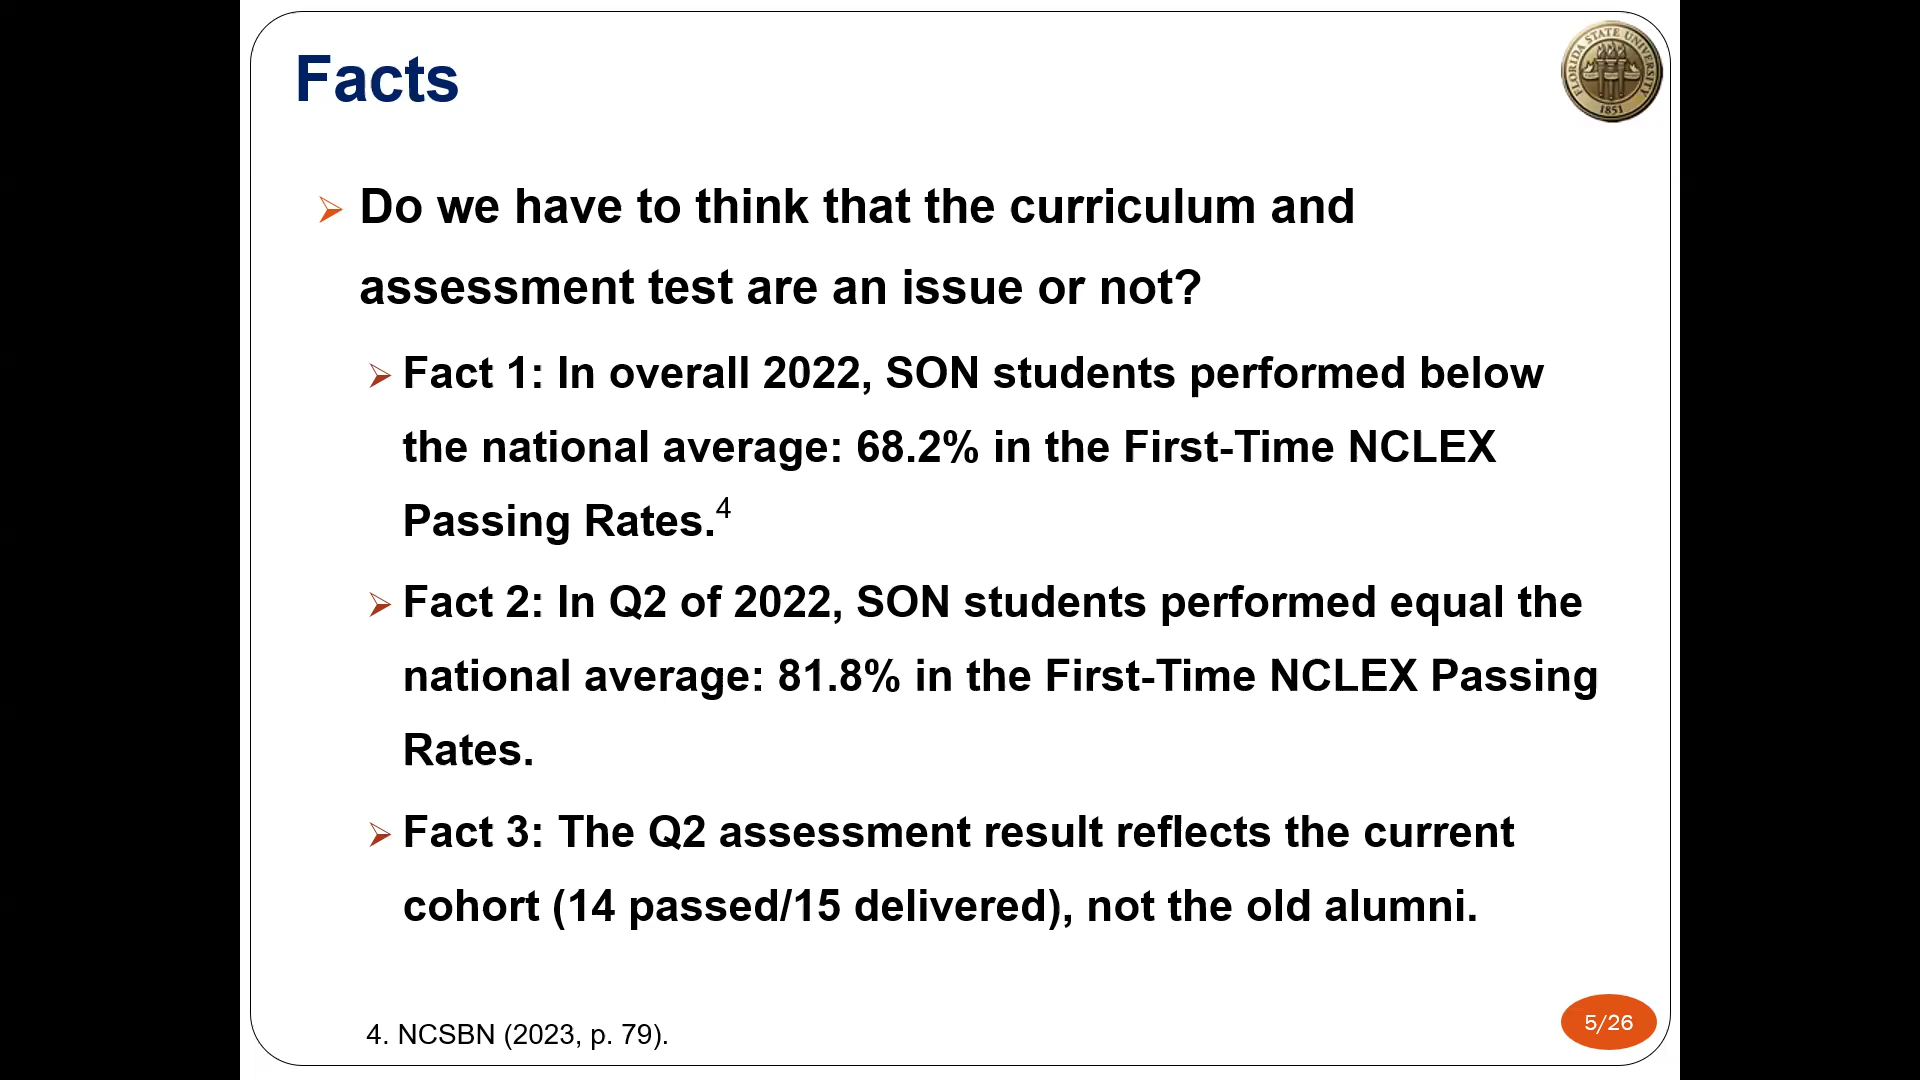 Facts
FLORIDA STATE UNIVERSITY
1851
Do we have to think that the curriculum and
assessment test are an issue or not?
Fact 1: In overall 2022, SON students performed below
the national average: 68.2% in the First-Time NCLEX
Passing Rates.4
Fact 2: In Q2 of 2022, SON students performed equal the
national average: 81.8% in the First-Time NCLEX Passing
Rates.
Fact 3: The Q2 assessment result reflects the current
cohort (14 passed/15 delivered), not the old alumni.
4. NCSBN (2023, p. 79).
5/26